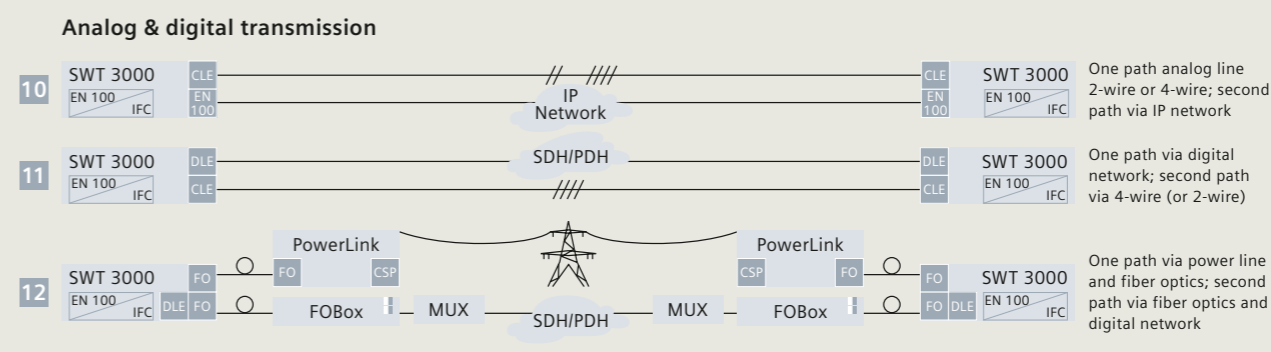 Analog & digital transmission
10
SWT 3000
EN 100
IFC
CLE
EN
100
IP
Network
CLE
EN
100
SWT 3000
EN 100
IFC
One path analog line
2-wire or 4-wire; second
path via IP network
11
SWT 3000
EN 100
IFC
DLE
CLE
SDH/PDH
DLE
CLE
SWT 3000
EN 100
IFC
One path via digital
network; second path
via 4-wire (or 2-wire)
12
SWT 3000
EN 100
IFC
FO
DLE
FO
PowerLink
FO
CSP
FOBox
MUX
SDH/PDH
MUX
PowerLink
CSP
FO
FOBox
FO
FO
DLE
SWT 3000
EN 100
IFC
One path via power line
and fiber optics; second
path via fiber optics and
digital network